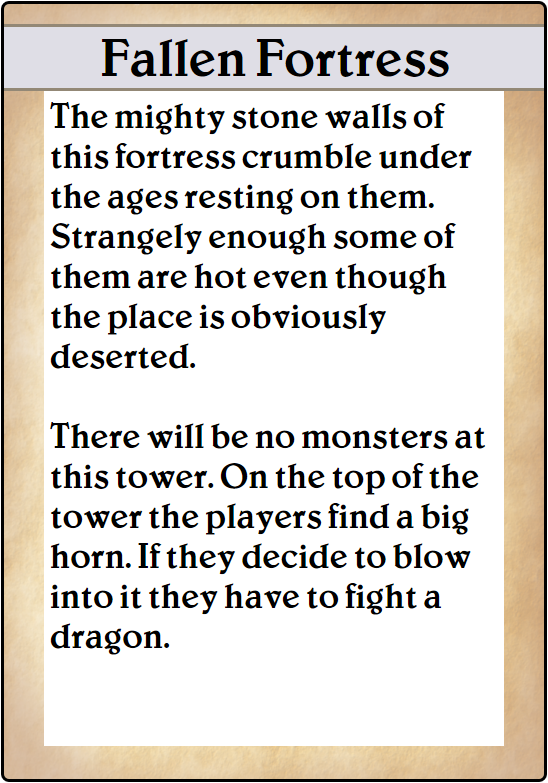 Fallen Fortress
The mighty stone walls of
this fortress crumble under
the ages resting on them.
Strangely enough some of
them are hot even though
the place is obviously
deserted.
There will be no monsters at
this tower. On the top of the
tower the players find a big
horn. If they decide to blow
into it they have to fight a
dragon.